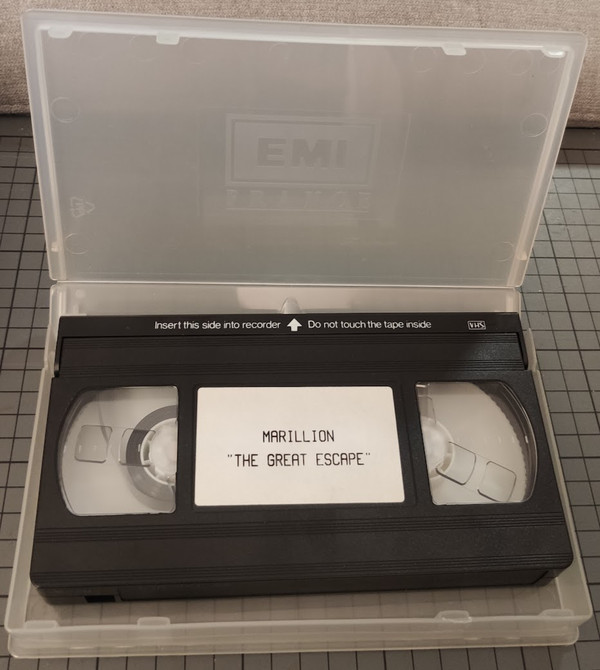 EMI
Insert this side into recorder Do not touch the tape inside VHS
MARILLION
"THE GREAT ESCAPE"